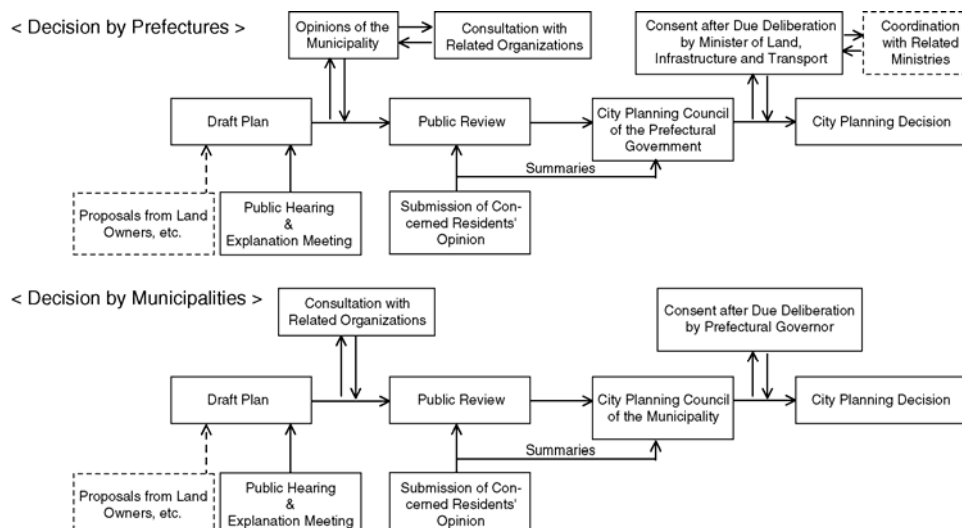 < Decision by Prefectures >
Opinions of the
Municipality
Consultation with
Related Organizations
Consent after Due Deliberation
by Minister of Land,
Infrastructure and Transport
Coordination
with Related
Ministries
Draft Plan
Public Review
City Planning Council
of the Prefectural
Government
City Planning Decision
Summaries
Proposals from Land
Owners, etc.
Public Hearing
&
Explanation Meeting
Submission of Con-
cerned Residents'
Opinion
< Decision by Municipalities >
Consultation with
Related Organizations
Consent after Due Deliberation
by Prefectural Governor
Draft Plan
Public Review
City Planning Council
of the Municipality
City Planning Decision
Summaries
Proposals from Land
Owners, etc.
Public Hearing
&
Explanation Meeting
Submission of Con-
cerned Residents'
Opinion